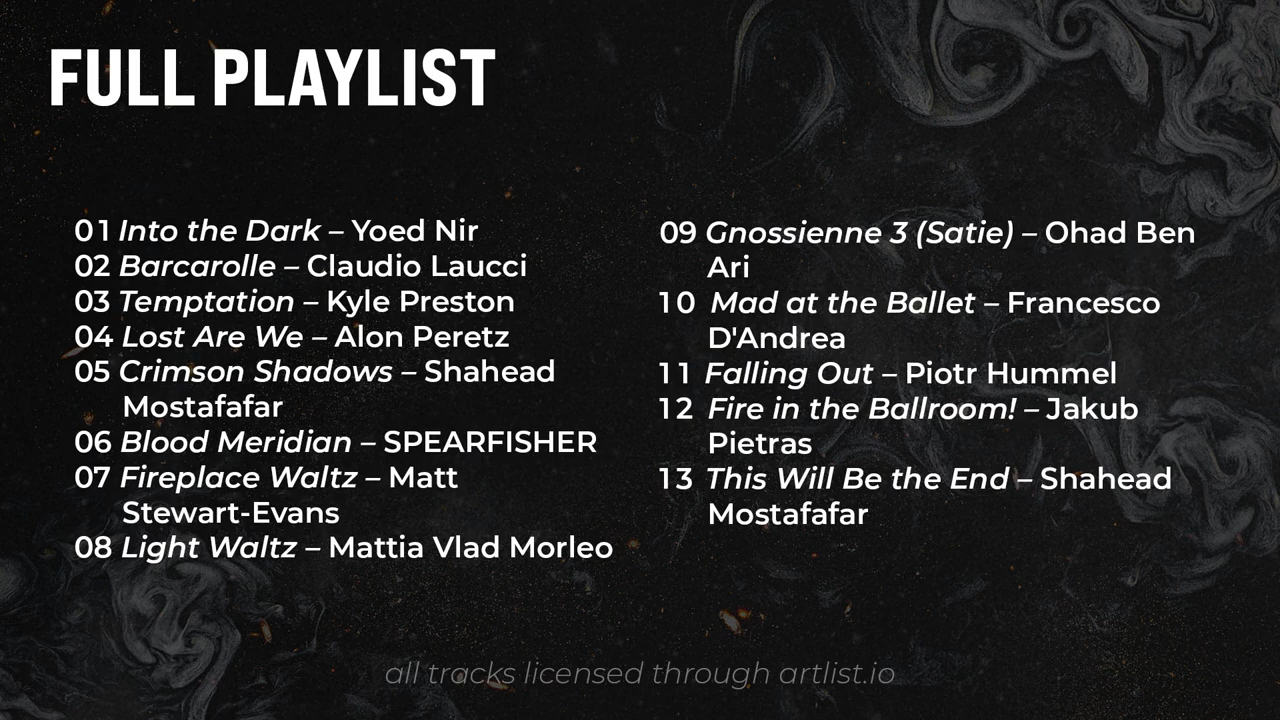 FULL PLAYLIST
01 Into the Dark – Yoed Nir
02 Barcarolle – Claudio Laucci
03 Temptation – Kyle Preston
04 Lost Are We – Alon Peretz
05 Crimson Shadows – Shahead
Mostafafar
06 Blood Meridian – SPEARFISHER
07 Fireplace Waltz – Matt
Stewart-Evans
08 Light Waltz – Mattia Vlad Morleo
09 Gnossienne 3 (Satie) – Ohad Ben
Ari
10 Mad at the Ballet – Francesco
D'Andrea
11 Falling Out – Piotr Hummel
12 Fire in the Ballroom! – Jakub
Pietras
13 This Will Be the End – Shahead
Mostafafar
all tracks licensed through artlist.io